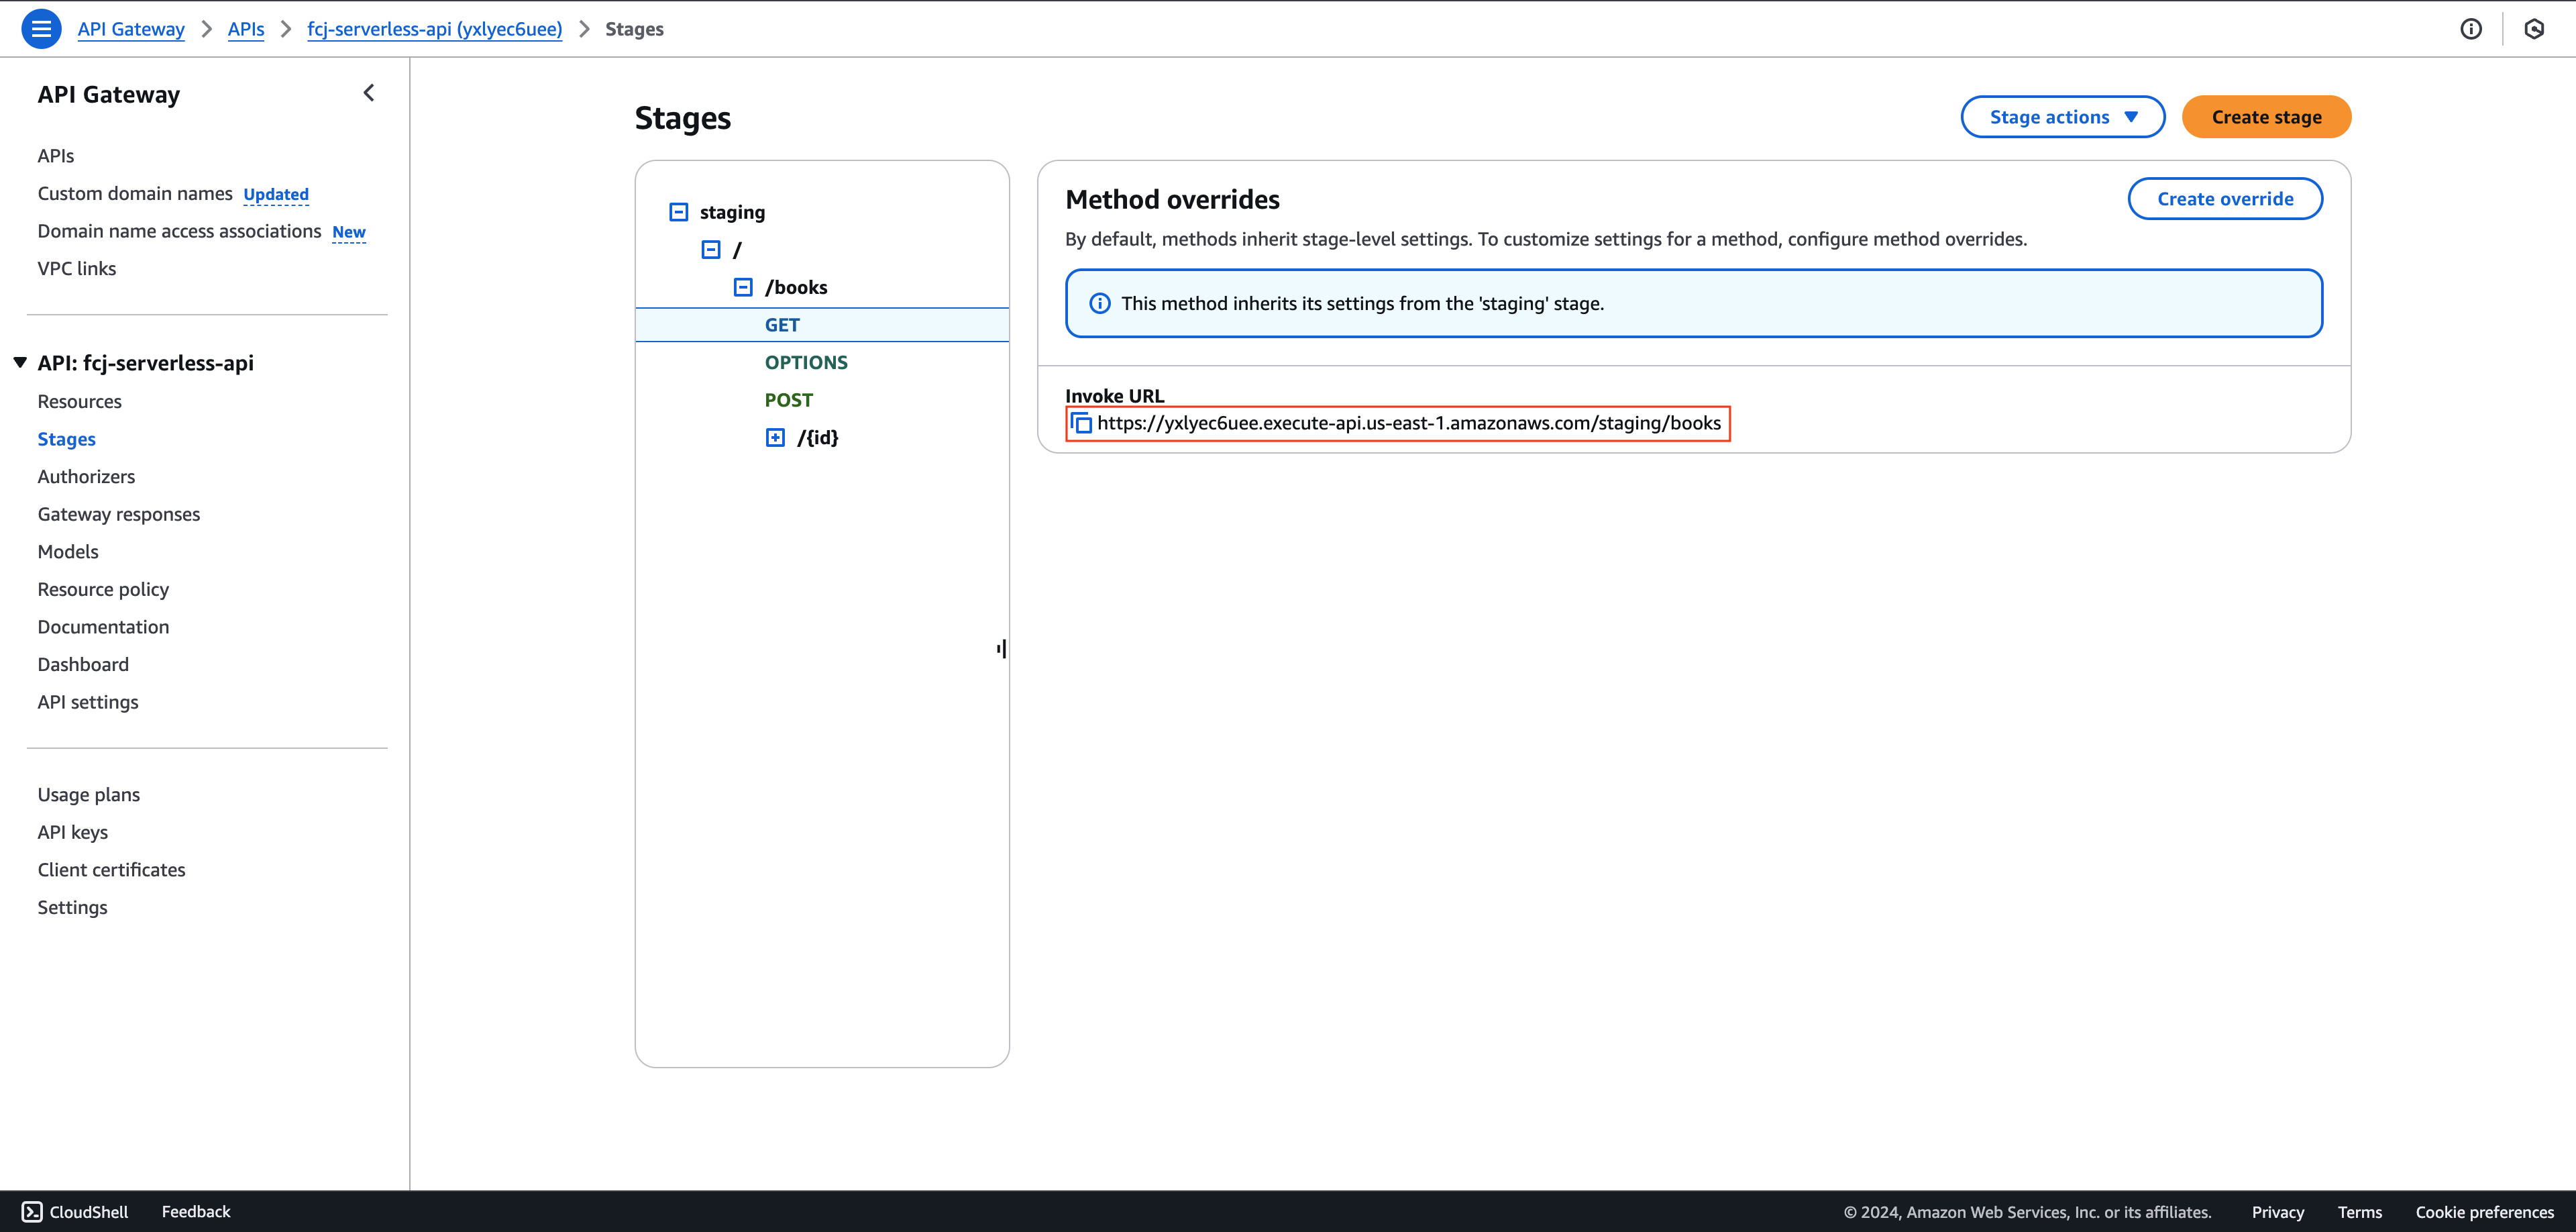 API Gateway > APIs > fcj-serverless-api (yxlyec6uee) > Stages
API Gateway
APIs
Custom domain names Updated
Domain name access associations New
VPC links
API: fcj-serverless-api
Resources
Stages
Authorizers
Gateway responses
Models
Resource policy
Documentation
Dashboard
API settings
Usage plans
API keys
Client certificates
Settings
Stages
Stage actions
Create stage
staging
/
/books
GET
OPTIONS
POST
/{id}
Method overrides
Create override
By default, methods inherit stage-level settings. To customize settings for a method, configure method overrides.
This method inherits its settings from the 'staging' stage.
Invoke URL
https://yxlyec6uee.execute-api.us-east-1.amazonaws.com/staging/books
CloudShell Feedback © 2024, Amazon Web Services, Inc. or its affiliates. Privacy Terms Cookie preferences